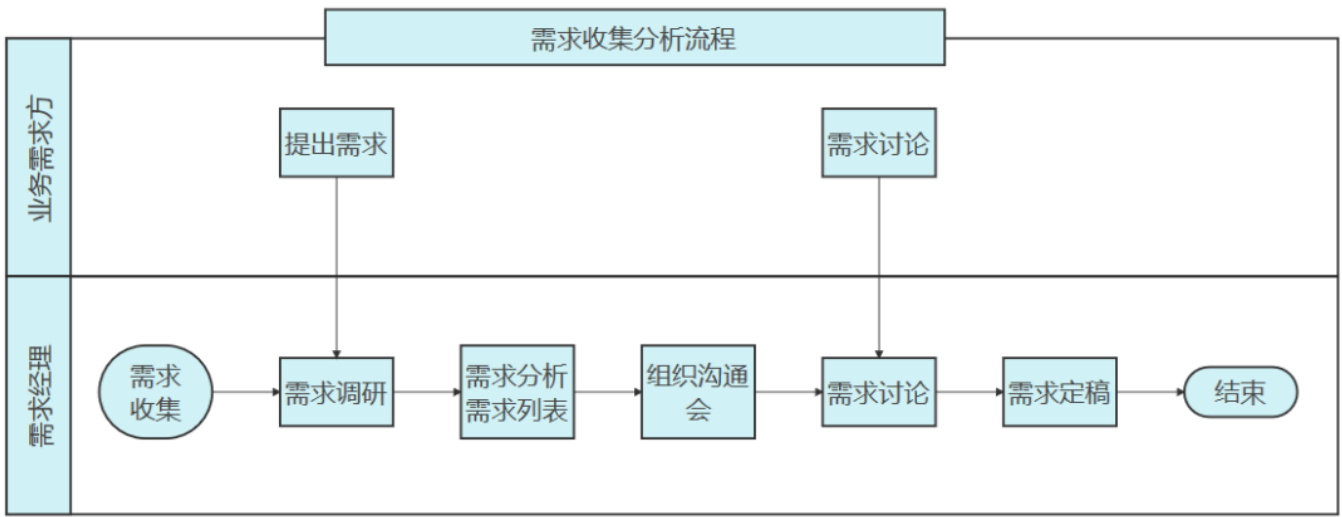 需求收集分析流程
业务需求方
提出需求
需求讨论
需求经理
需求
收集
需求调研
需求分析
需求列表
组织沟通
会
需求讨论
需求定稿
结束